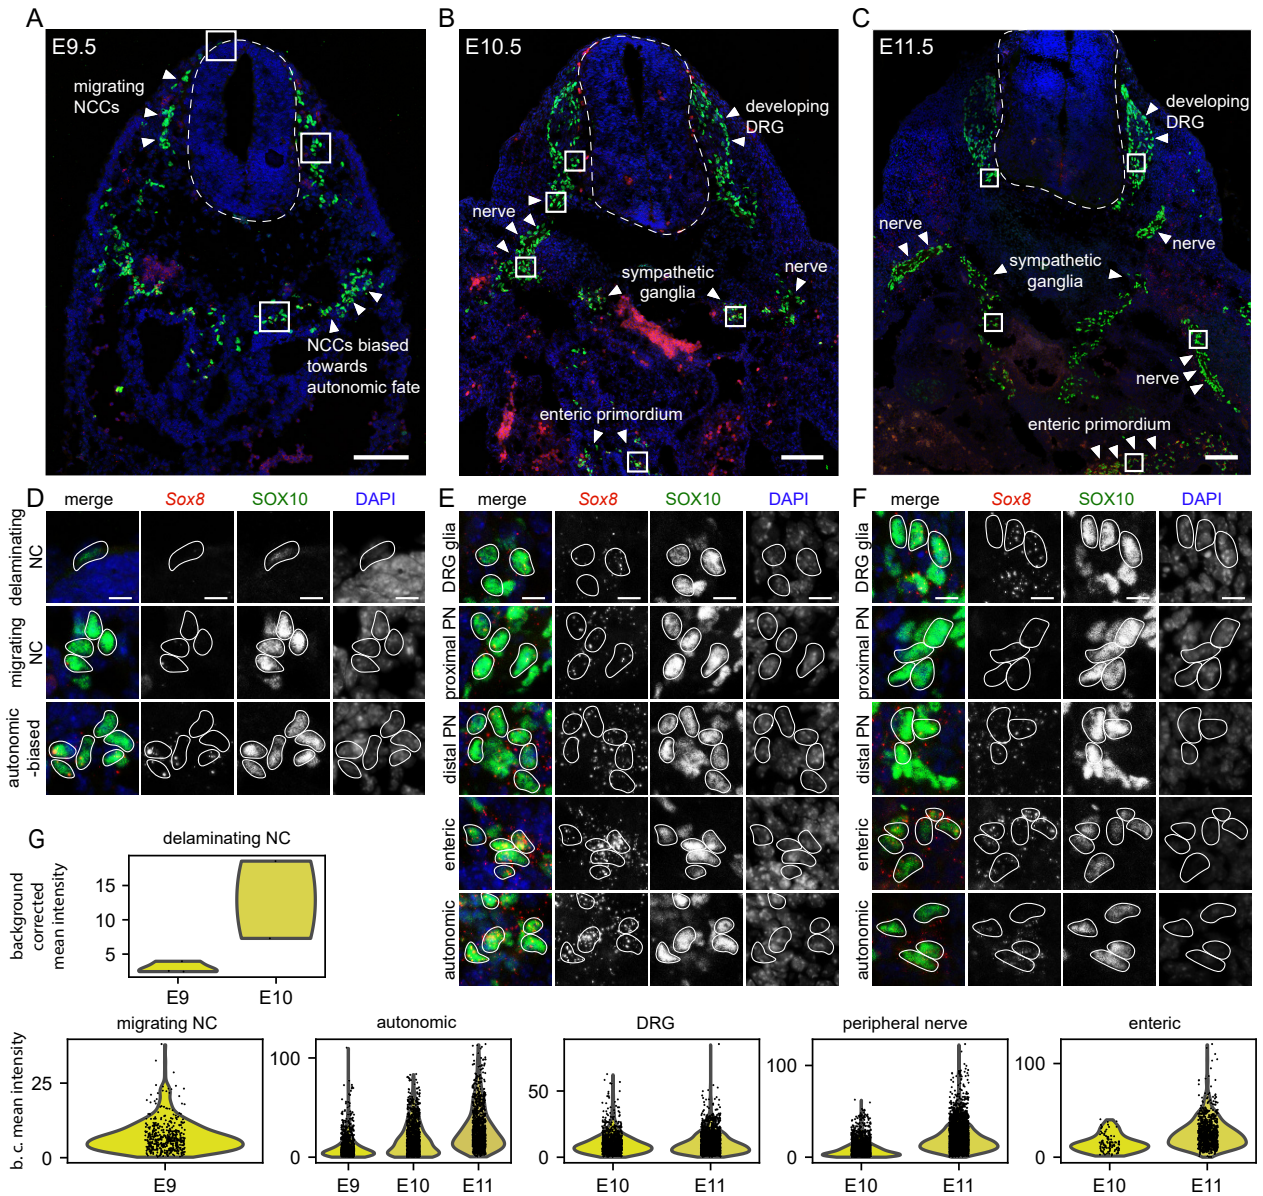 A
E9.5
migrating
NCCs
NCCs biased
towards
autonomic fate
B
E10.5
developing
DRG
nerve
sympathetic
ganglia
nerve
enteric primordium
C
E11.5
developing
DRG
nerve
nerve
sympathetic
ganglia
nerve
enteric primordium
D
merge
Sox8
SOX10
DAPI
delaminating
NC
migrating
NC
autonomic
-biased
E
merge
Sox8
SOX10
DAPI
DRG glia
proximal PN
distal PN
enteric
autonomic
F
merge
Sox8
SOX10
DAPI
DRG glia
proximal PN
distal PN
enteric
autonomic
G
delaminating NC
background
corrected
mean intensity
15
10
5
E9
E10
migrating NC
b. c. mean intensity
25
0
E9
autonomic
100
0
E9
E10
E11
DRG
50
0
E10
E11
peripheral nerve
100
0
E10
E11
enteric
100
0
E10
E11